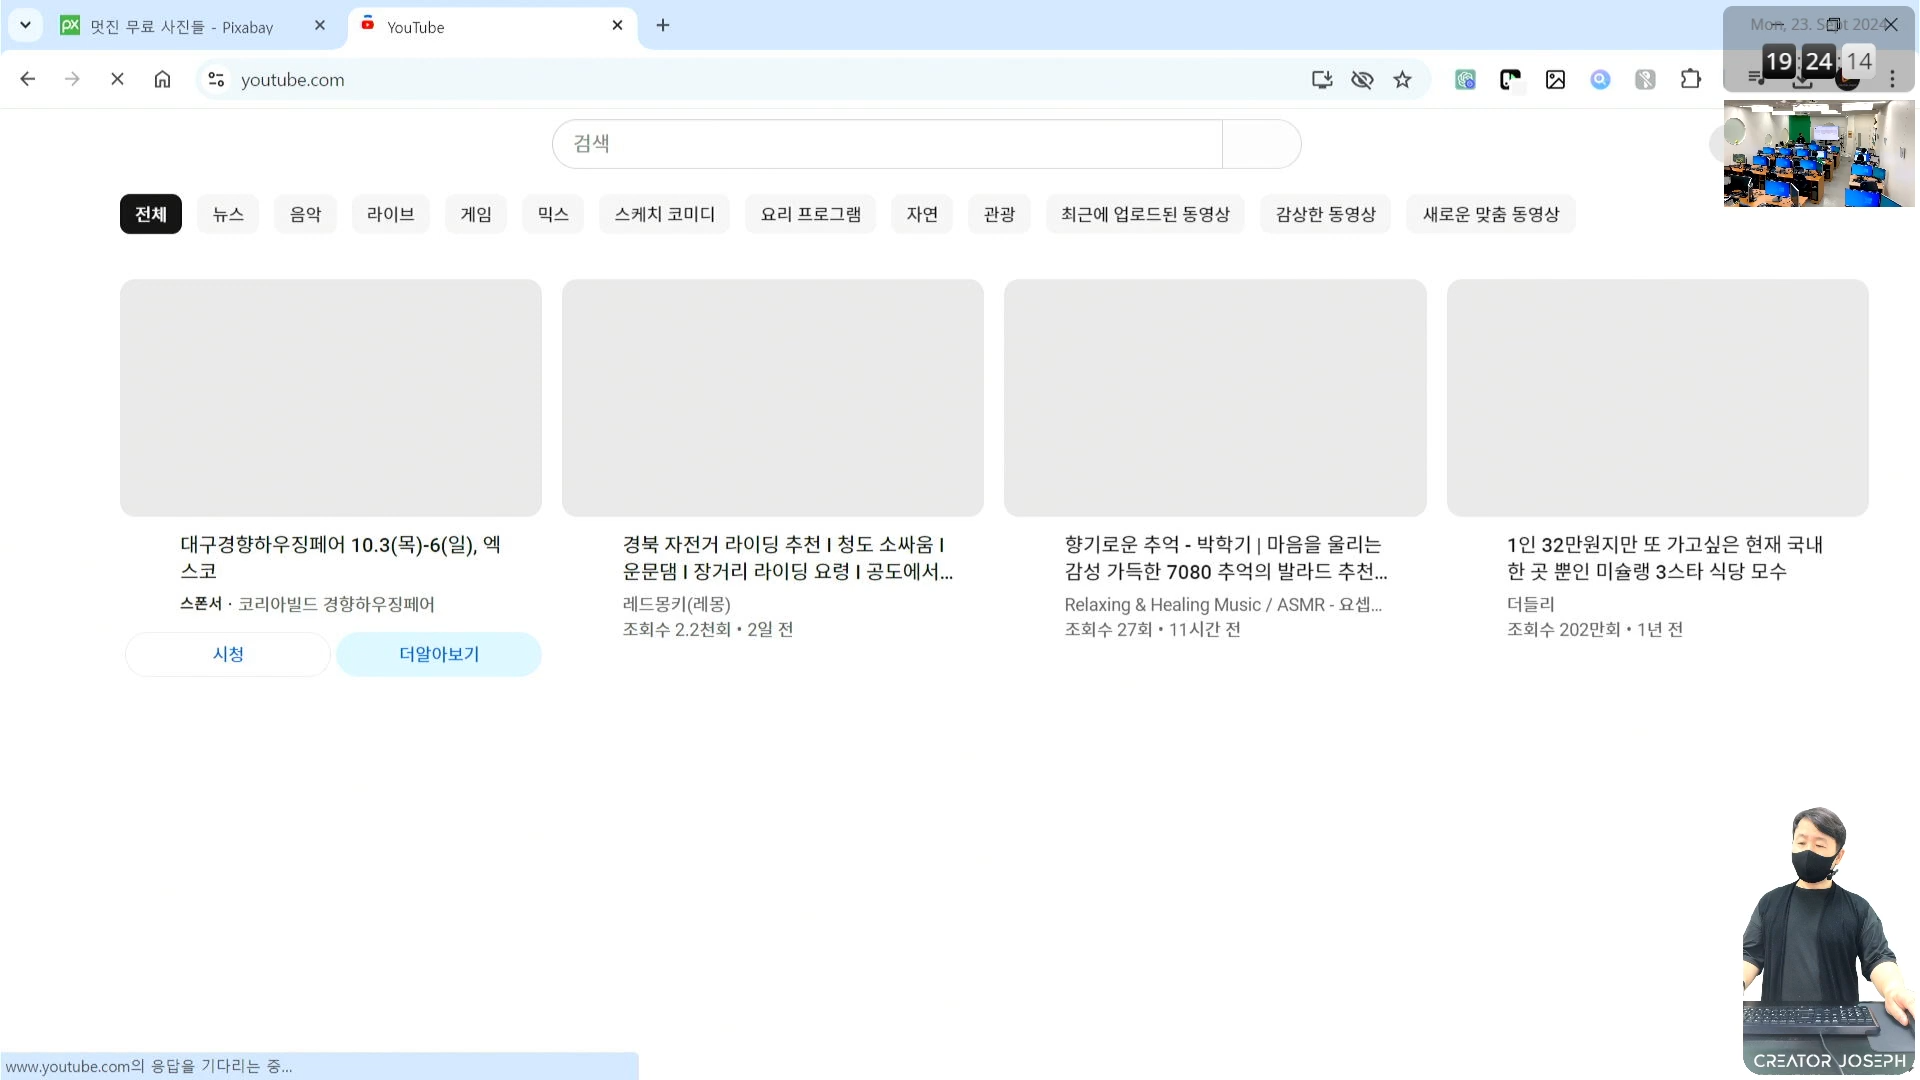 멋진 무료 사진들 - Pixabay
YouTube
Mon, 23. Sept 2024
19 24 14
youtube.com
검색
전체 뉴스 음악 라이브 게임 믹스 스케치 코미디 요리 프로그램 자연 관광 최근에 업로드된 동영상 감상한 동영상 새로운 맞춤 동영상
대구경향하우징페어 10.3(목)-6(일), 엑
스코
스폰서 · 코리아빌드 경향하우징페어
시청 더알아보기
경북 자전거 라이딩 추천 I 청도 소싸움 I
운문댐 I 장거리 라이딩 요령 I 공도에서...
레드몽키(레몽)
조회수 2.2천회 • 2일 전
향기로운 추억 - 박학기 | 마음을 울리는
감성 가득한 7080 추억의 발라드 추천...
Relaxing & Healing Music / ASMR - 요셉...
조회수 27회 • 11시간 전
1인 32만원지만 또 가고싶은 현재 국내
한 곳 뿐인 미슐랭 3스타 식당 모수
더들리
조회수 202만회 • 1년 전
www.youtube.com의 응답을 기다리는 중...
CREATOR JOSEPH